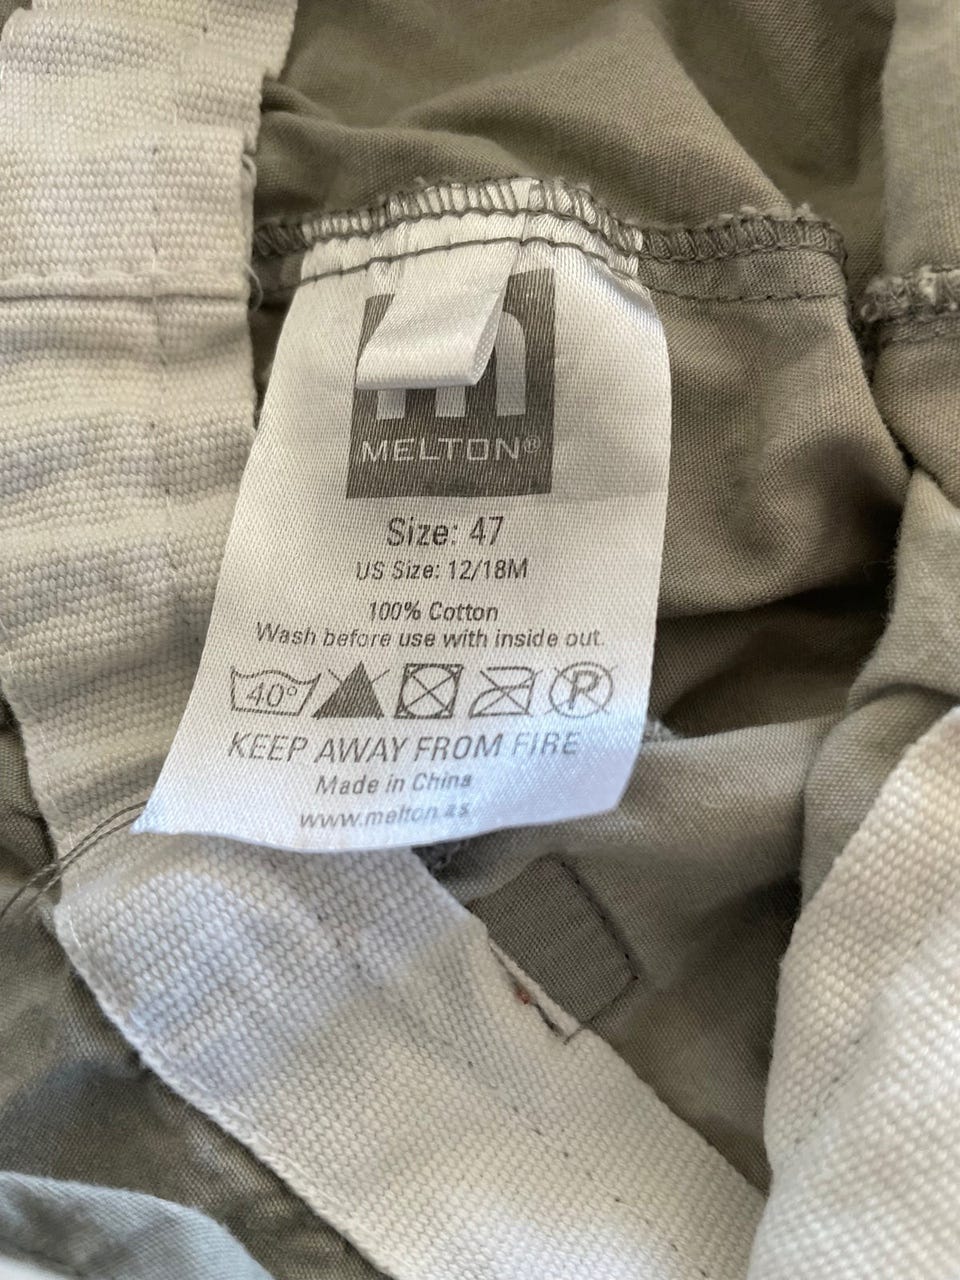 MELTON®
Size: 47
US Size: 12/18M
100% Cotton
Wash before use with inside out.
40°
P
KEEP AWAY FROM FIRE
Made in China
www.melton.as